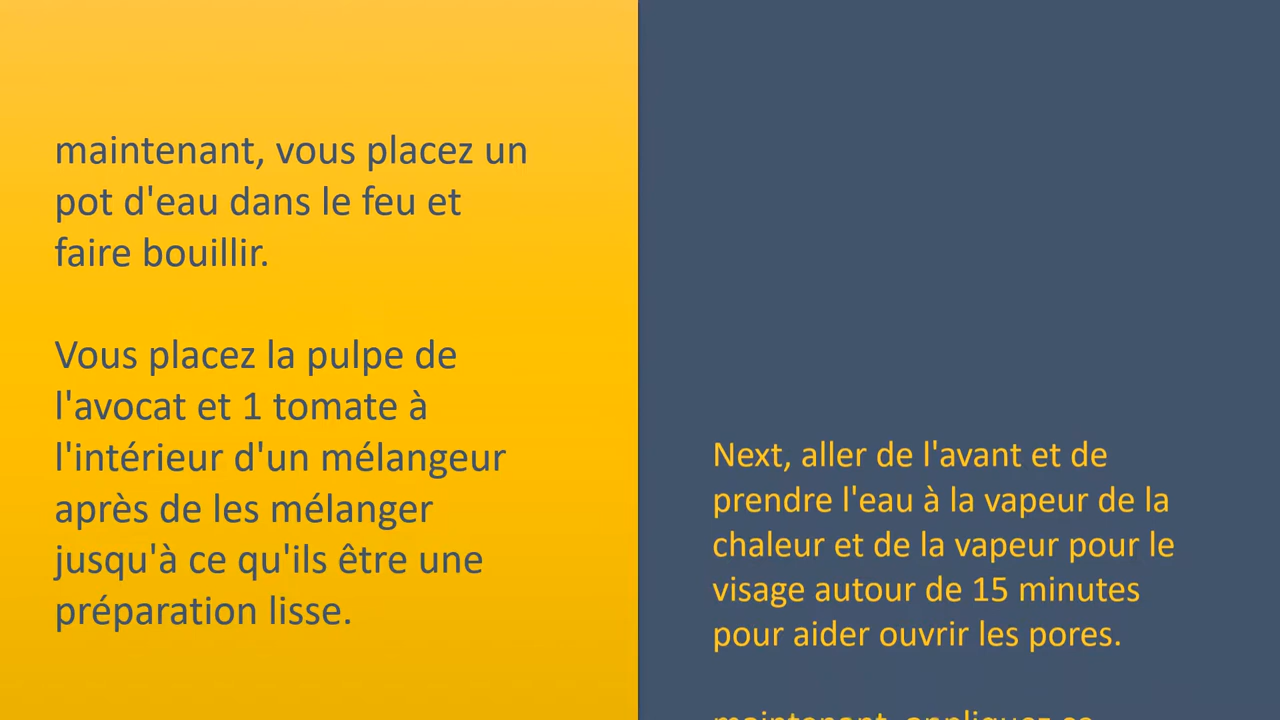 maintenant, vous placez un
pot d'eau dans le feu et
faire bouillir.
Vous placez la pulpe de
l'avocat et 1 tomate à
l'intérieur d'un mélangeur
après de les mélanger
jusqu'à ce qu'ils être une
préparation lisse.
Next, aller de l'avant et de
prendre l'eau à la vapeur de la
chaleur et de la vapeur pour le
visage autour de 15 minutes
pour aider ouvrir les pores.
maintenant, appliquez ce